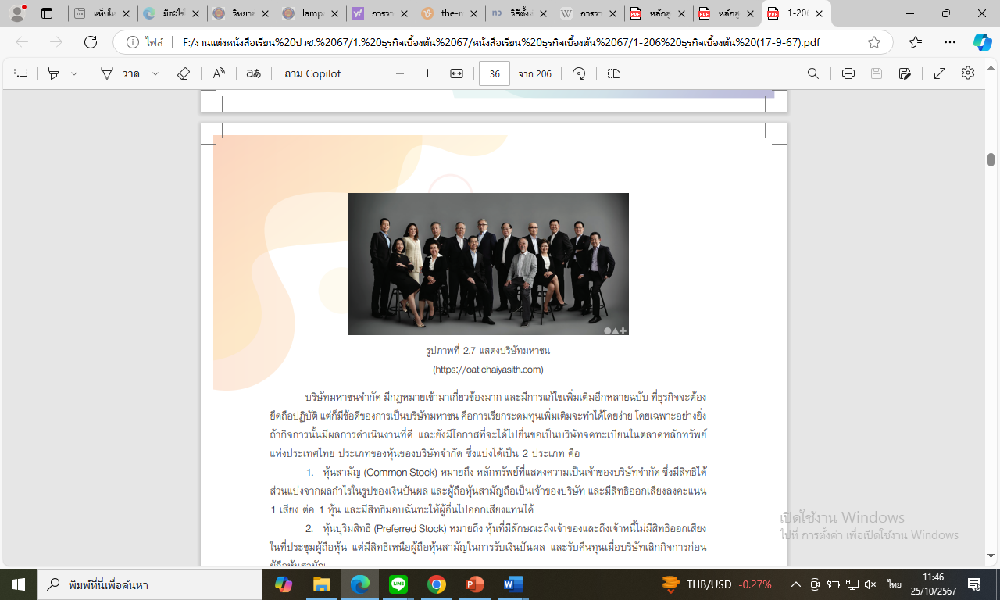 แท็บให
มีอะไร
วิทยาล
lampa
การวา
the-n
วิธีตั้งเ
การวา
หลักสู
หลักสู
1-20
ไฟล์
F:/งานแต่งหนังสือเรียน%20ปวช.%2067/1.%20ธุรกิจเบื้องต้น%2067/หนังสือเรียน%20ธุรกิจเบื้องต้น%2067/1-206%20ธุรกิจเบื้องต้น%20(17-9-67).pdf
วาด
ถาม Copilot
36
จาก 206
รูปภาพที่ 2.7 แสดงบริษัทมหาชน
(https://oat-chaiyasith.com)
บริษัทมหาชนจำกัด มีกฎหมายเข้ามาเกี่ยวข้องมาก และมีการแก้ไขเพิ่มเติมอีกหลายฉบับ ที่ธุรกิจจะต้อง
ยึดถือปฏิบัติ แต่ก็มีข้อดีของการเป็นบริษัทมหาชน คือการเรียกระดมทุนเพิ่มเติมจะทำได้โดยง่าย โดยเฉพาะอย่างยิ่ง
ถ้ากิจการนั้นมีผลการดำเนินงานที่ดี และยังมีโอกาสที่จะได้ไปยื่นขอเป็นบริษัทจดทะเบียนในตลาดหลักทรัพย์
แห่งประเทศไทย ประเภทของหุ้นของบริษัทจำกัด ซึ่งแบ่งได้เป็น 2 ประเภท คือ
1. หุ้นสามัญ (Common Stock) หมายถึง หลักทรัพย์ที่แสดงความเป็นเจ้าของบริษัทจำกัด ซึ่งมีสิทธิได้
ส่วนแบ่งจากผลกำไรในรูปของเงินปันผล และผู้ถือหุ้นสามัญถือเป็นเจ้าของบริษัท และมีสิทธิออกเสียงลงคะแนน
1 เสียง ต่อ 1 หุ้น และมีสิทธิมอบฉันทะให้ผู้อื่นไปออกเสียงแทนได้
2. หุ้นบุริมสิทธิ (Preferred Stock) หมายถึง หุ้นที่มีลักษณะถึงเจ้าของและถึงเจ้าหนี้ไม่มีสิทธิออกเสียง
ในที่ประชุมผู้ถือหุ้น แต่มีสิทธิเหนือผู้ถือหุ้นสามัญในการรับเงินปันผล และรับคืนทุนเมื่อบริษัทเลิกกิจการก่อน
ผู้ถือหุ้นสามัญ
เปิดใช้งาน Windows
ไปที่ การตั้งค่า เพื่อเปิดใช้งาน Windows
พิมพ์ที่นี่เพื่อค้นหา
THB/USD -0.27%
ไทย
11:46
25/10/2567